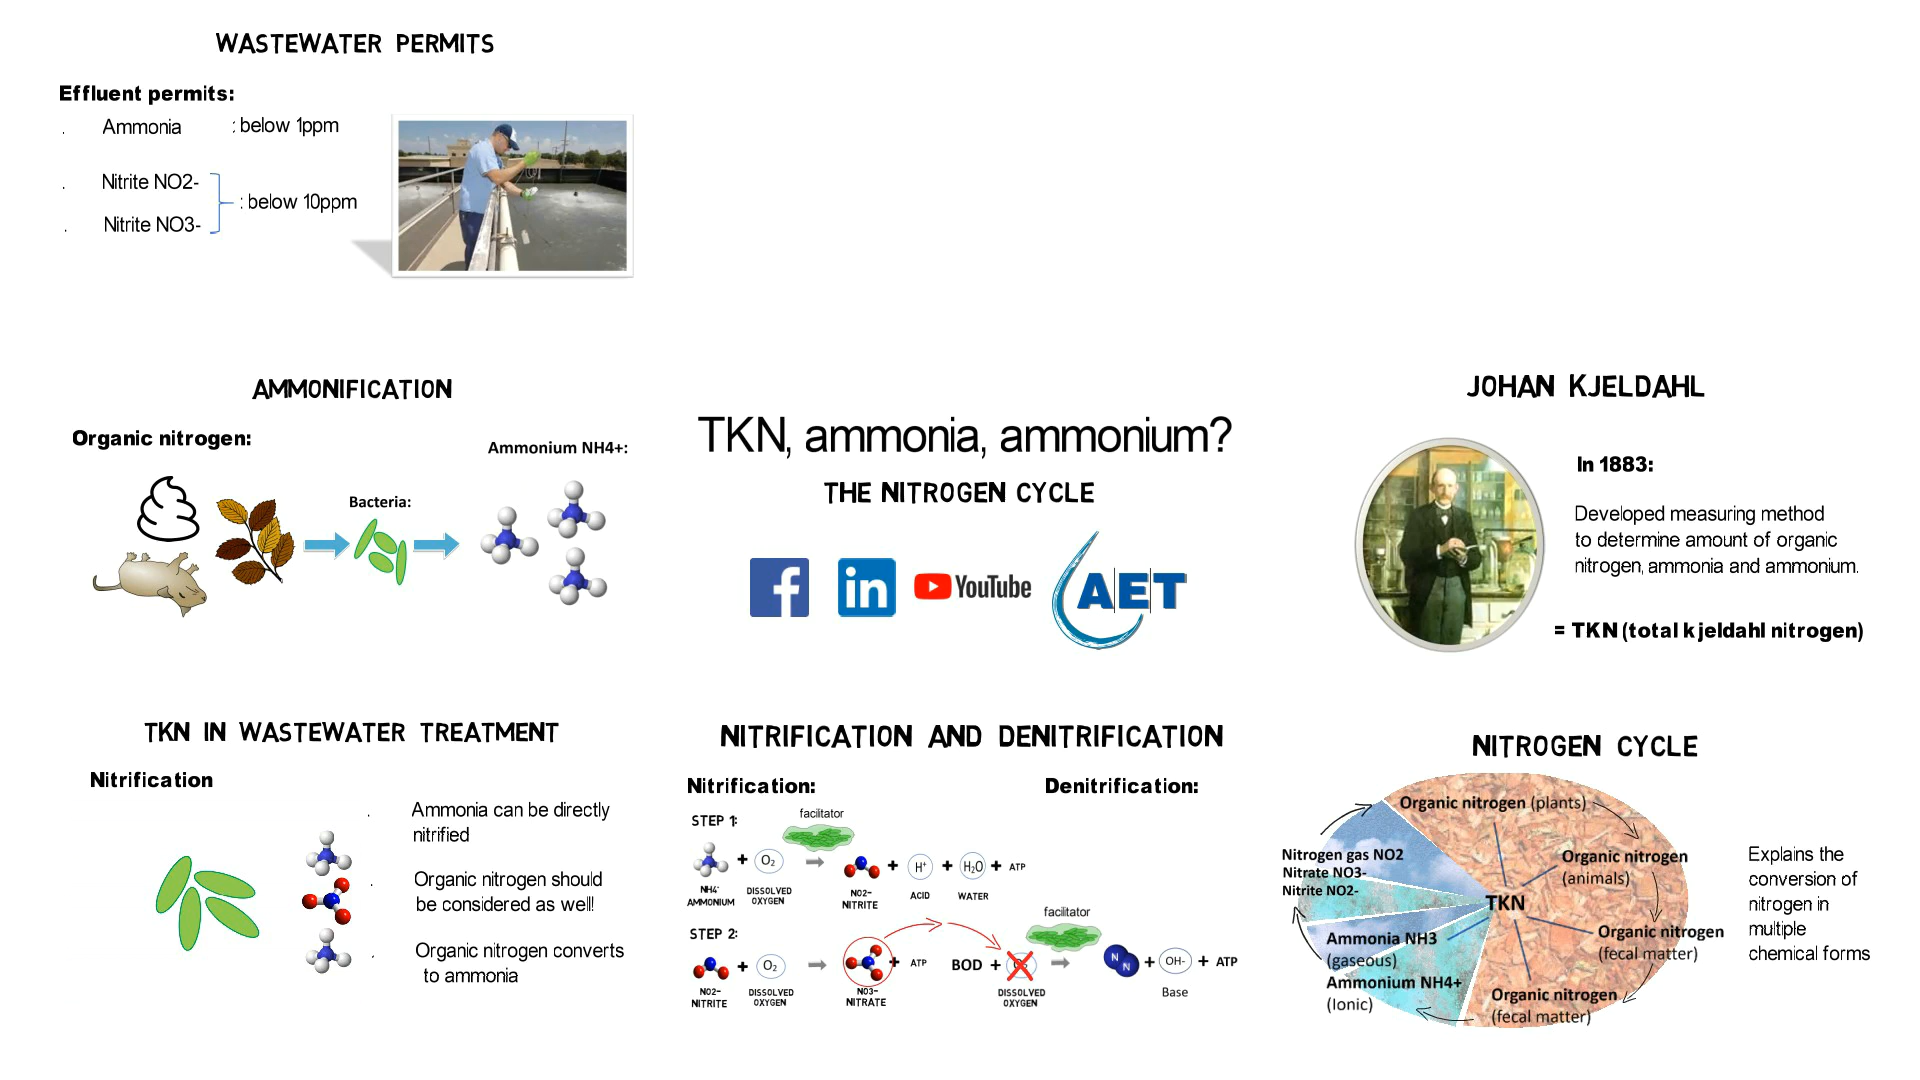 WASTEWATER PERMITS
Effluent permits:
. Ammonia : below 1ppm
. Nitrite NO2-
: below 10ppm
. Nitrite NO3-
AMMONIFICATION
Organic nitrogen:
Ammonium NH4+:
Bacteria:
TKN, ammonia, ammonium?
THE NITROGEN CYCLE
f
in
YouTube
AET
JOHAN KJELDAHL
In 1883:
Developed measuring method
to determine amount of organic
nitrogen, ammonia and ammonium.
= TKN (total kjeldahl nitrogen)
TKN IN WASTEWATER TREATMENT
Nitrification
. Ammonia can be directly
nitrified
. Organic nitrogen should
be considered as well!
. Organic nitrogen converts
to ammonia
NITRIFICATION AND DENITRIFICATION
Nitrification:
STEP 1:
facilitator
+ O2 + H+ + H2O + ATP
NH4+
AMMONIUM
DISSOLVED
OXYGEN
NO2-
NITRITE
ACID
WATER
STEP 2:
+ O2 + ATP
NO2-
NITRITE
DISSOLVED
OXYGEN
NO3-
NITRATE
Denitrification:
facilitator
BOD + N N + OH- + ATP
DISSOLVED
OXYGEN
Base
NITROGEN CYCLE
Organic nitrogen (plants)
Organic nitrogen
(animals)
Organic nitrogen
(fecal matter)
Organic nitrogen
(fecal matter)
TKN
Nitrogen gas NO2
Nitrate NO3-
Nitrite NO2-
Ammonia NH3
(gaseous)
Ammonium NH4+
(Ionic)
Explains the
conversion of
nitrogen in
multiple
chemical forms